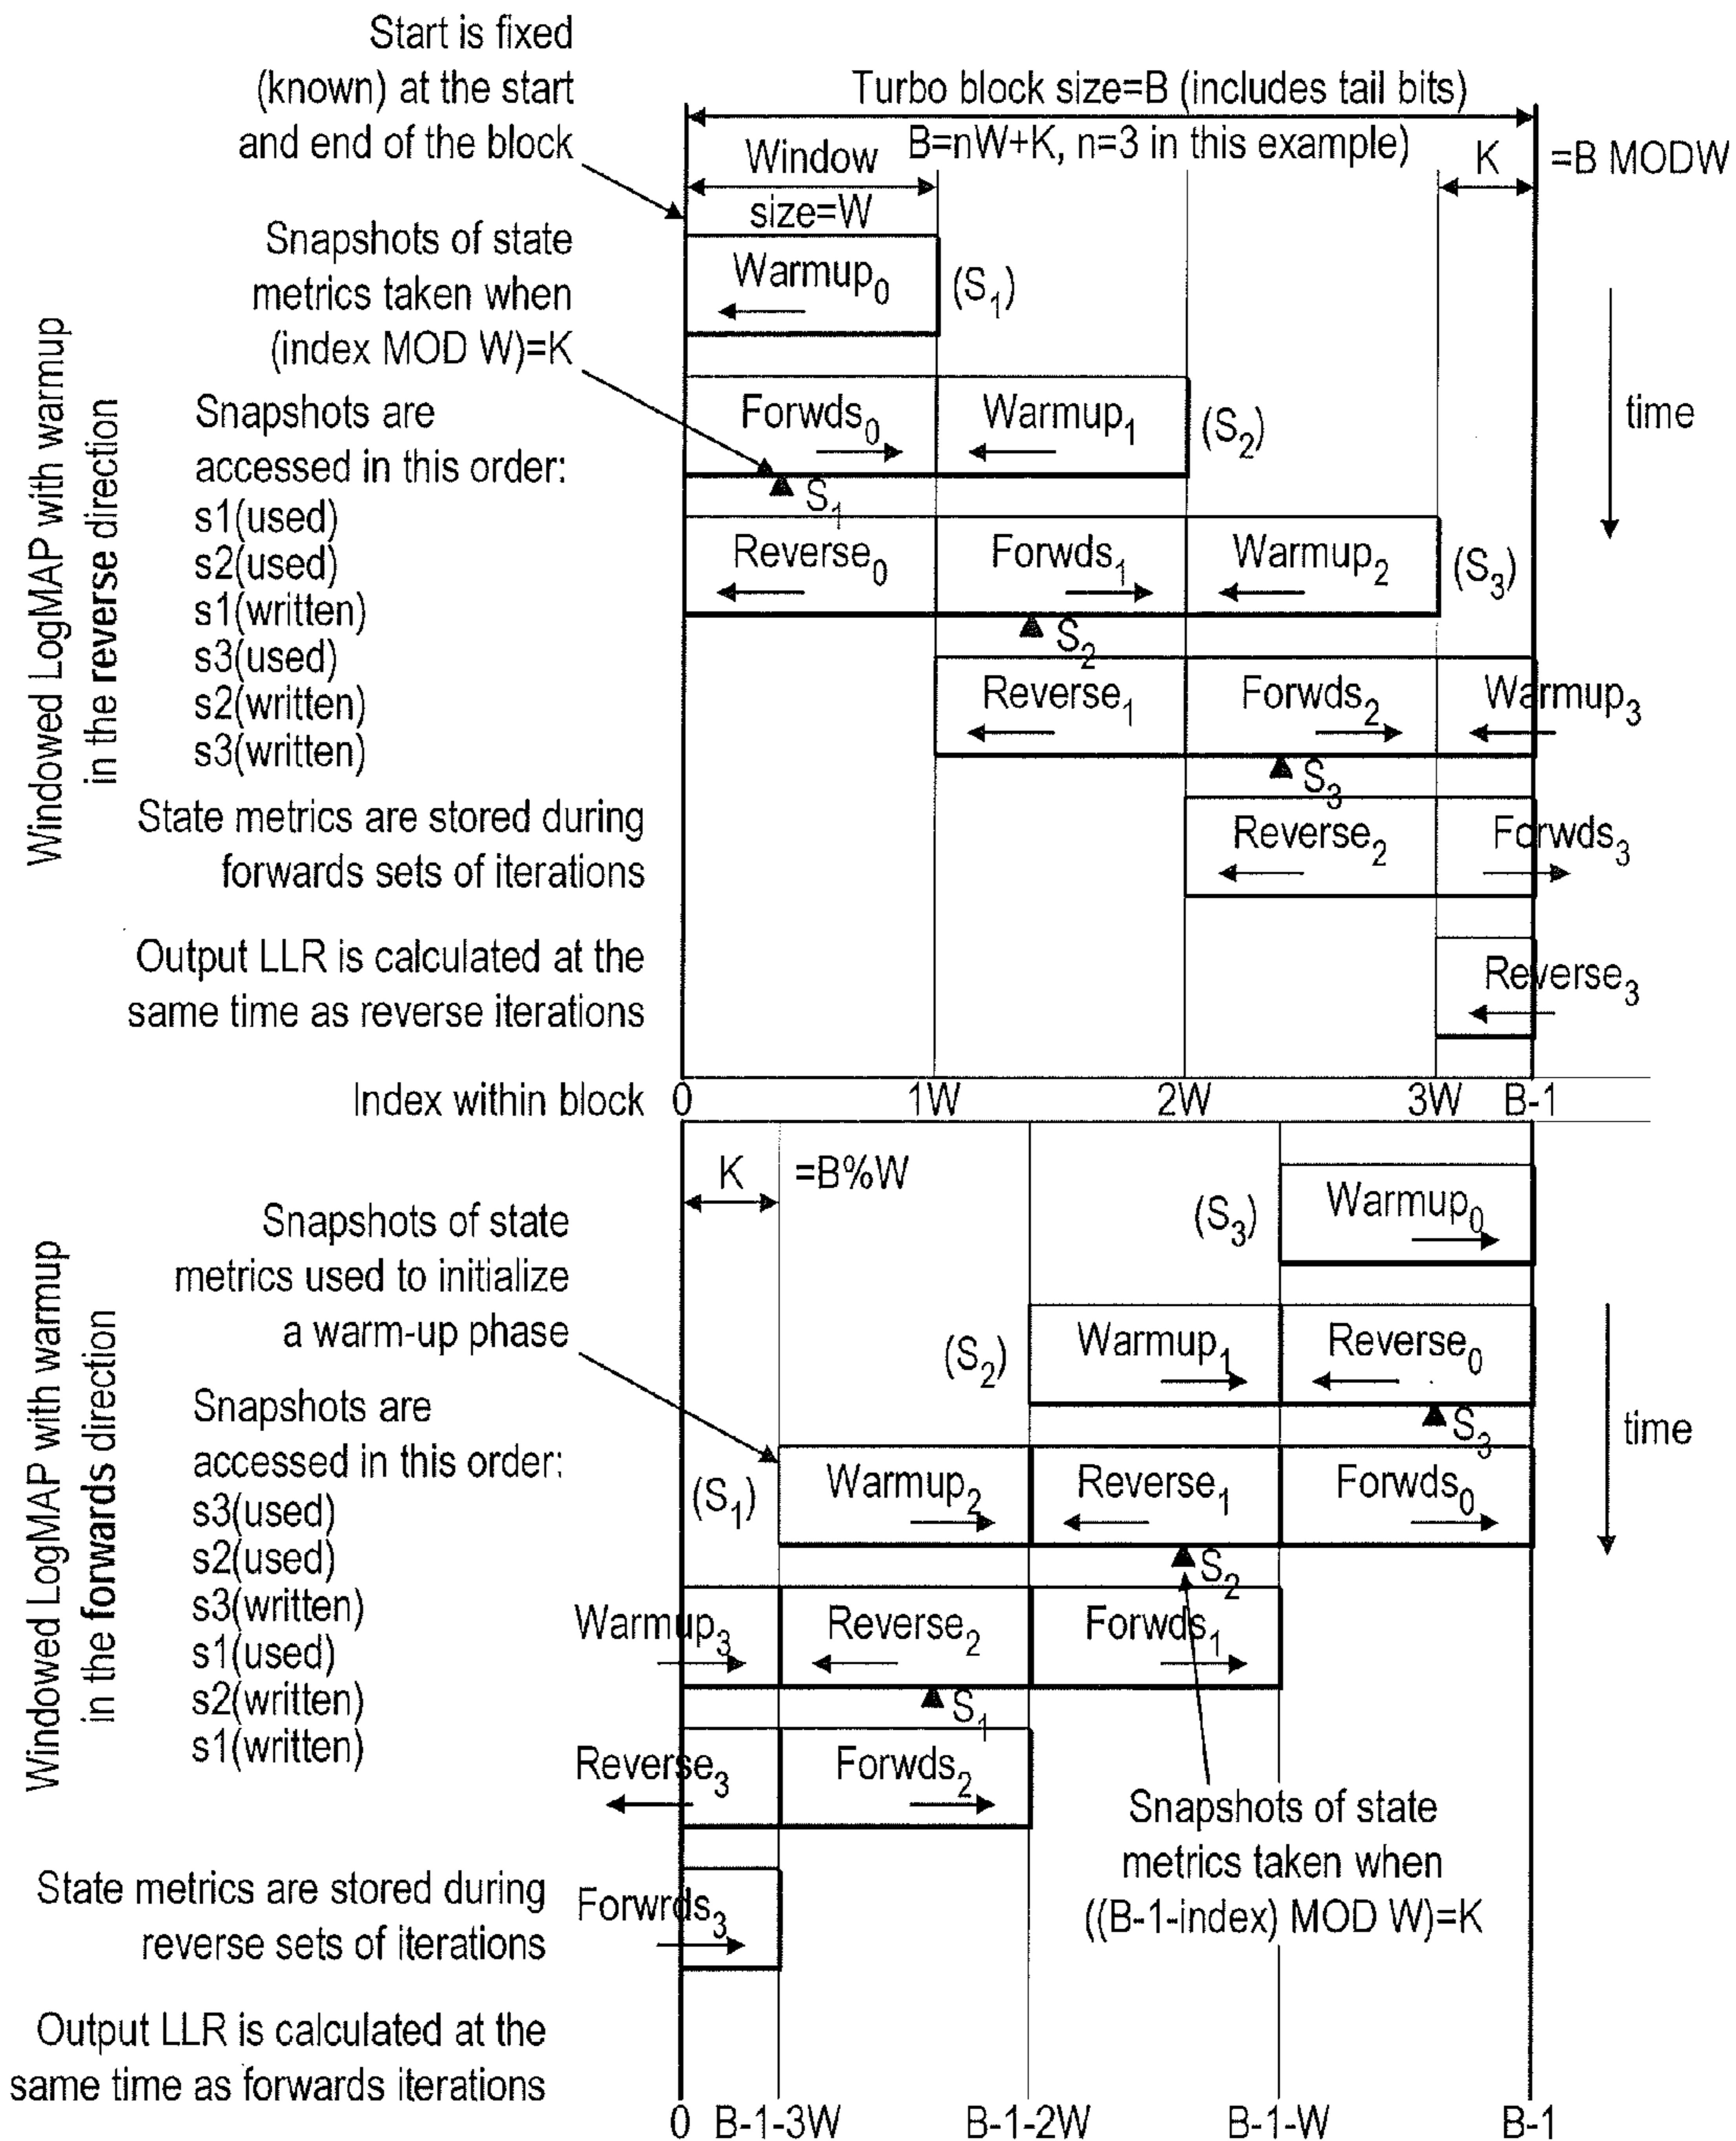 Start is fixed
(known) at the start
and end of the block
Turbo block size=B (includes tail bits)
B=nW+K, n=3 in this example)
Window
size=W
K =B MODW
Snapshots of state
metrics taken when
(index MOD W)=K
Warmup₀ (S₁)
Windowed LogMAP with warmup
in the reverse direction
Snapshots are
accessed in this order:
s1(used)
s2(used)
s1(written)
s3(used)
s2(written)
s3(written)
Forwds₀ Warmup₁ (S₂)
time
S₁
Reverse₀ Forwds₁ Warmup₂ (S₃)
S₂
Reverse₁ Forwds₂ Warmup₃
S₃
State metrics are stored during
forwards sets of iterations
Reverse₂ Forwds₃
Output LLR is calculated at the
same time as reverse iterations
Reverse₃
Index within block 0 1W 2W 3W B-1
K =B%W
Snapshots of state
metrics used to initialize
a warm-up phase
(S₃) Warmup₀
(S₂) Warmup₁ Reverse₀
S₃
time
Windowed LogMAP with warmup
in the forwards direction
Snapshots are
accessed in this order:
s3(used)
s2(used)
s3(written)
s1(used)
s2(written)
s1(written)
(S₁) Warmup₂ Reverse₁ Forwds₀
S₂
Warmup₃ Reverse₂ Forwds₁
S₁
Reverse₃ Forwds₂
Snapshots of state
metrics taken when
((B-1-index) MOD W)=K
State metrics are stored during
reverse sets of iterations
Forwrds₃
Output LLR is calculated at the
same time as forwards iterations
0 B-1-3W B-1-2W B-1-W B-1